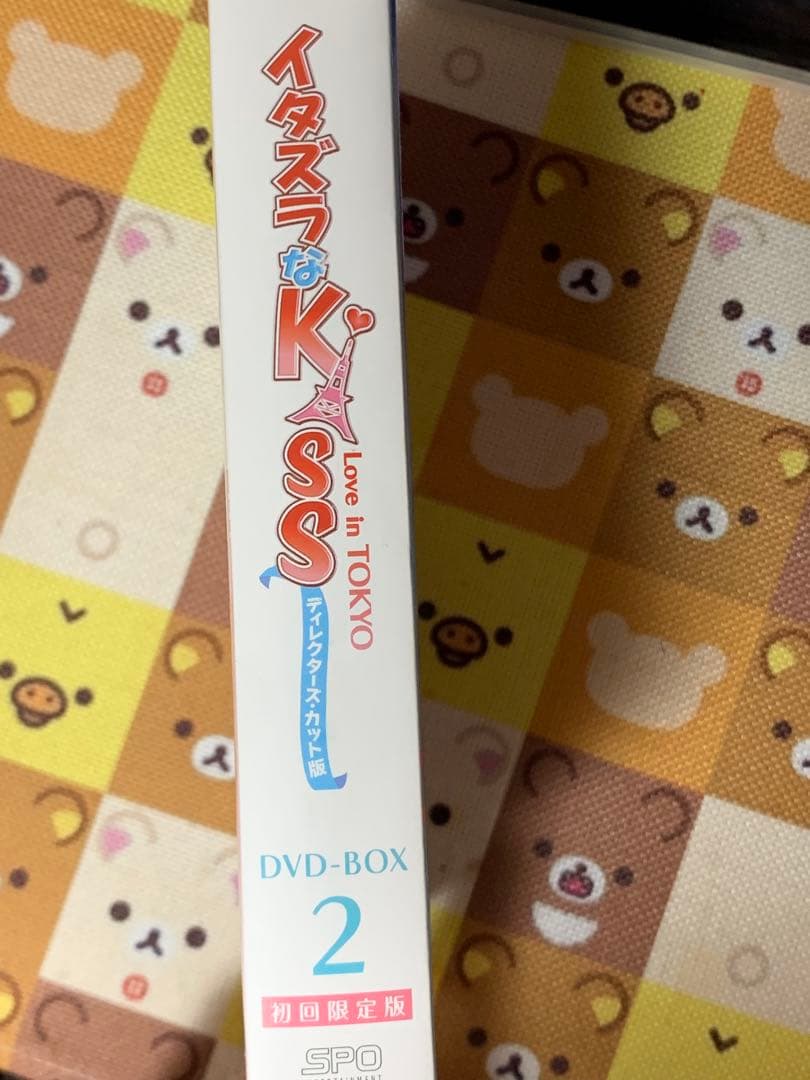 イタズラなKiSS
Love in TOKYO
ディレクターズ・カット版
DVD-BOX
2
初回限定版
SPO